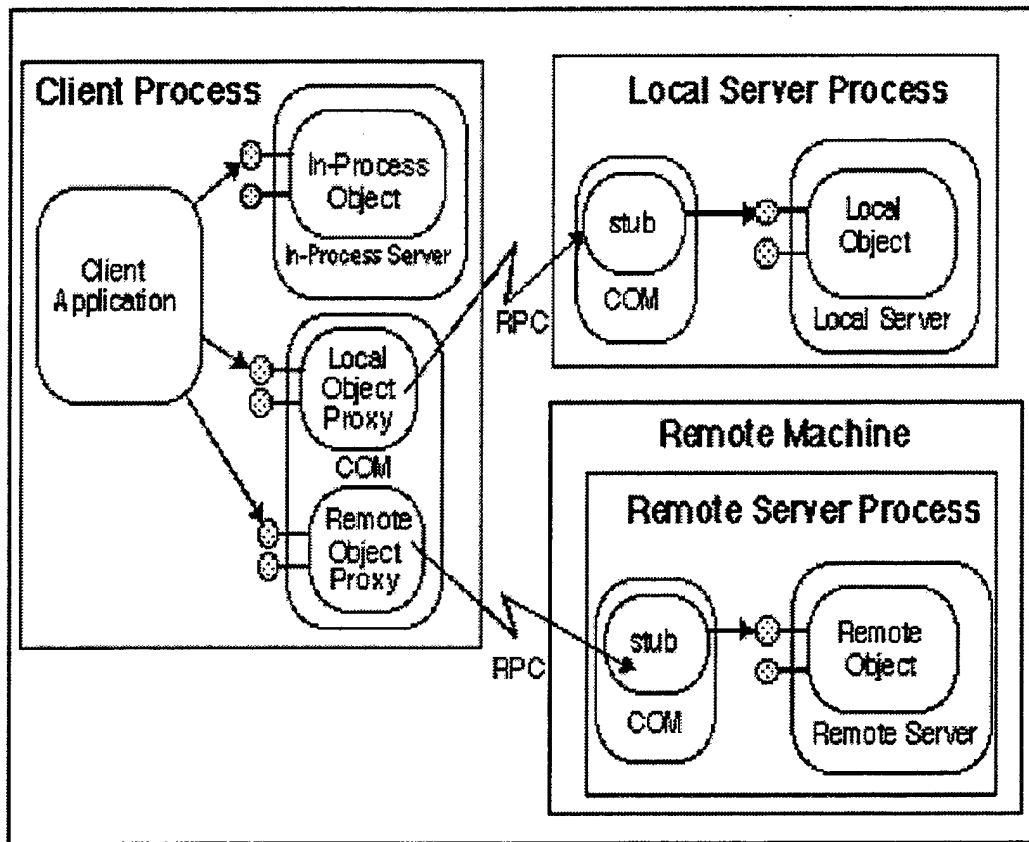 Client Process
In-Process
Object
In-Process Server
Client
Application
Local
Object
Proxy
COM
Remote
Object
Proxy
RPC
Local Server Process
stub
COM
Local
Object
Local Server
RPC
Remote Machine
Remote Server Process
stub
COM
Remote
Object
Remote Server